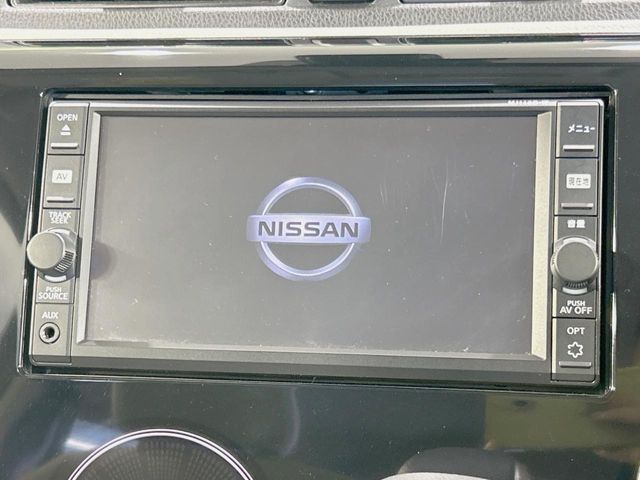 OPEN
AV
TRACK
SEEK
PUSH
SOURCE
AUX
NISSAN
メニュー
現在地
音量
PUSH
AV OFF
OPT